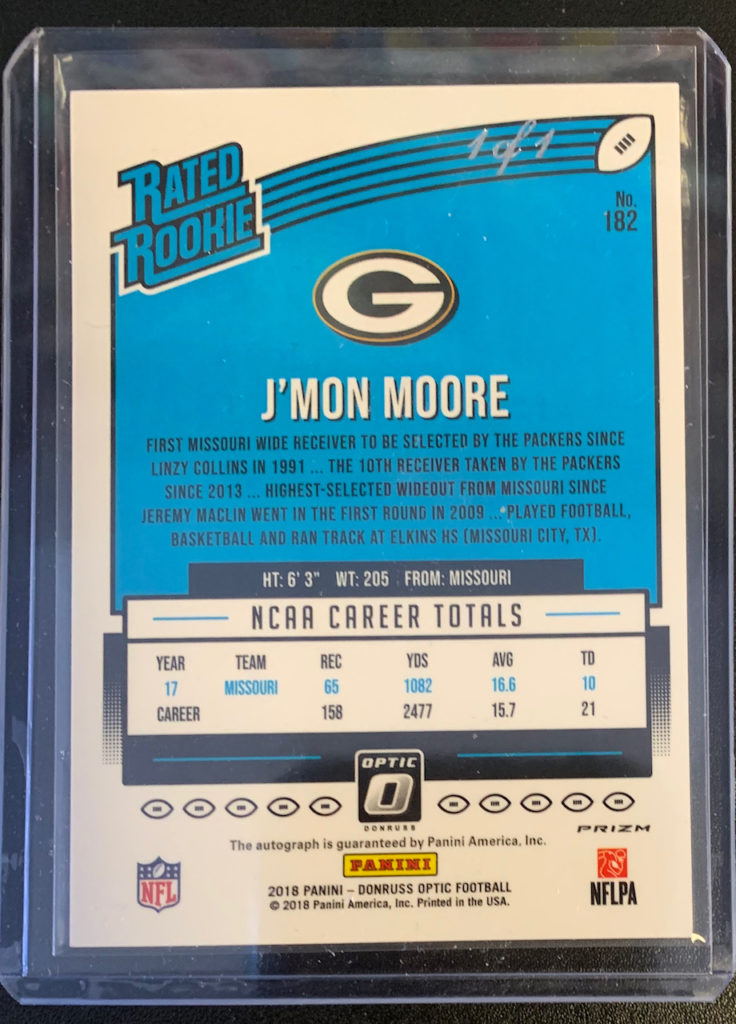 1 of 1
RATED
ROOKIE
No.
182
G
J'MON MOORE
FIRST MISSOURI WIDE RECEIVER TO BE SELECTED BY THE PACKERS SINCE
LINZY COLLINS IN 1991 ... THE 10TH RECEIVER TAKEN BY THE PACKERS
SINCE 2013 ... HIGHEST-SELECTED WIDEOUT FROM MISSOURI SINCE
JEREMY MACLIN WENT IN THE FIRST ROUND IN 2009 ... PLAYED FOOTBALL,
BASKETBALL AND RAN TRACK AT ELKINS HS (MISSOURI CITY, TX).
HT: 6' 3" WT: 205 FROM: MISSOURI
NCAA CAREER TOTALS
YEAR TEAM REC YDS AVG TD
17 MISSOURI 65 1082 16.6 10
CAREER 158 2477 15.7 21
OPTIC
O
DONRUSS
PRIZM
The autograph is guaranteed by Panini America, Inc.
PANINI
NFL
2018 PANINI – DONRUSS OPTIC FOOTBALL
© 2018 Panini America, Inc. Printed in the USA.
NFLPA